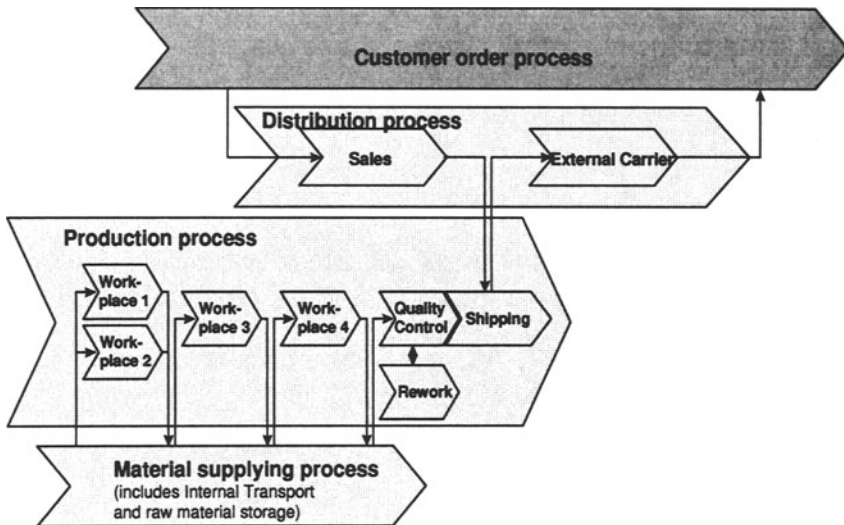 Customer order process
Distribution process
Sales
External Carrier
Production process
Work-
place 1
Work-
place 2
Work-
place 3
Work-
place 4
Quality
Control
Shipping
Rework
Material supplying process
(includes Internal Transport
and raw material storage)